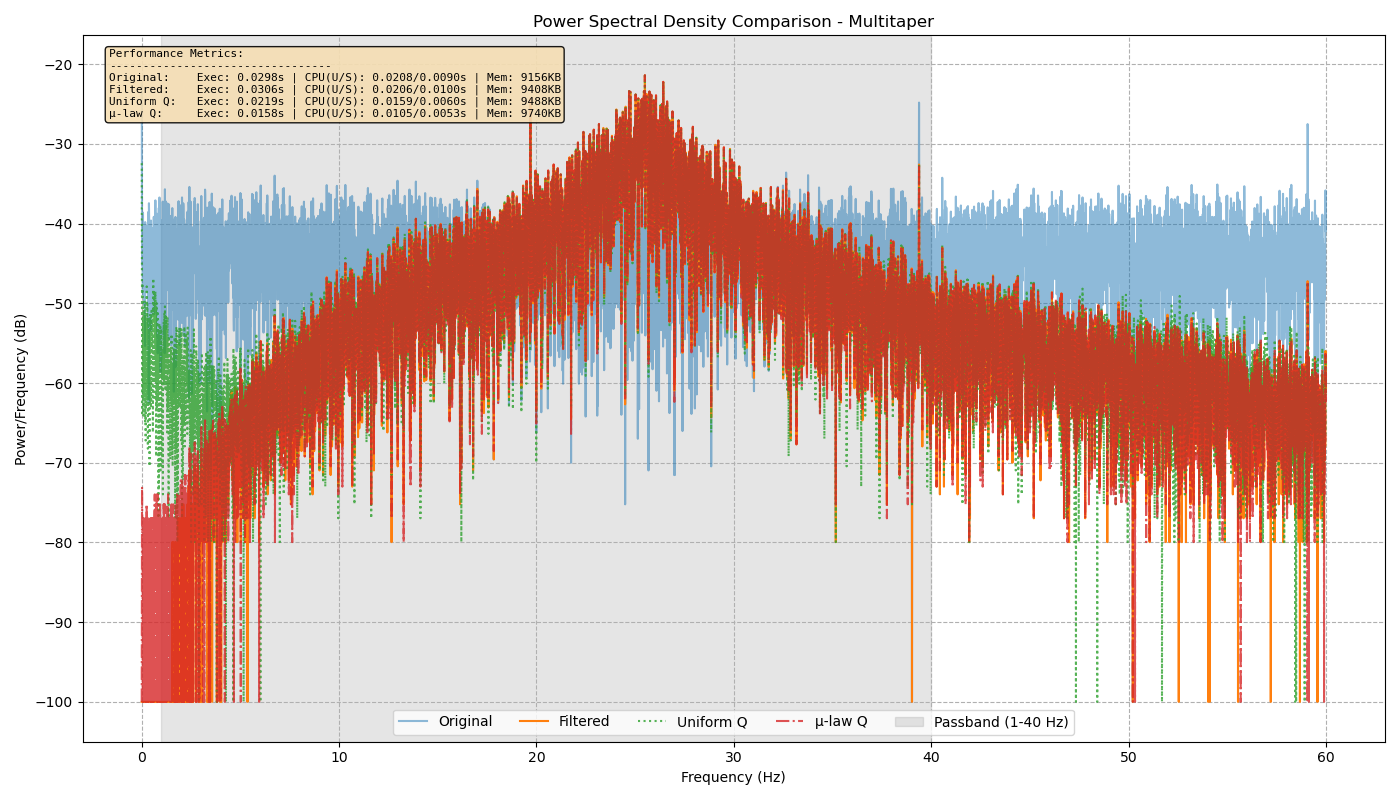 Power Spectral Density Comparison - Multitaper
Performance Metrics:
----------------------------------
Original:    Exec: 0.0298s | CPU(U/S): 0.0208/0.0090s | Mem: 9156KB
Filtered:    Exec: 0.0306s | CPU(U/S): 0.0206/0.0100s | Mem: 9408KB
Uniform Q:   Exec: 0.0219s | CPU(U/S): 0.0159/0.0060s | Mem: 9488KB
μ-law Q:     Exec: 0.0158s | CPU(U/S): 0.0105/0.0053s | Mem: 9740KB
Power/Frequency (dB)
−20
−30
−40
−50
−60
−70
−80
−90
−100
Original
Filtered
Uniform Q
μ-law Q
Passband (1-40 Hz)
0
10
20
30
40
50
60
Frequency (Hz)